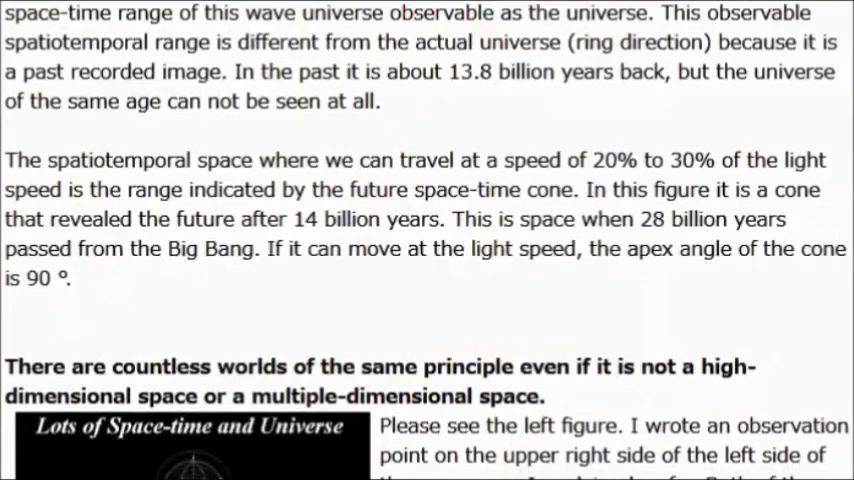 space-time range of this wave universe observable as the universe. This observable
spatiotemporal range is different from the actual universe (ring direction) because it is
a past recorded image. In the past it is about 13.8 billion years back, but the universe
of the same age can not be seen at all.
The spatiotemporal space where we can travel at a speed of 20% to 30% of the light
speed is the range indicated by the future space-time cone. In this figure it is a cone
that revealed the future after 14 billion years. This is space when 28 billion years
passed from the Big Bang. If it can move at the light speed, the apex angle of the cone
is 90 º.
There are countless worlds of the same principle even if it is not a high-
dimensional space or a multiple-dimensional space.
Lots of Space-time and Universe
Please see the left figure. I wrote an observation
point on the upper right side of the left side of